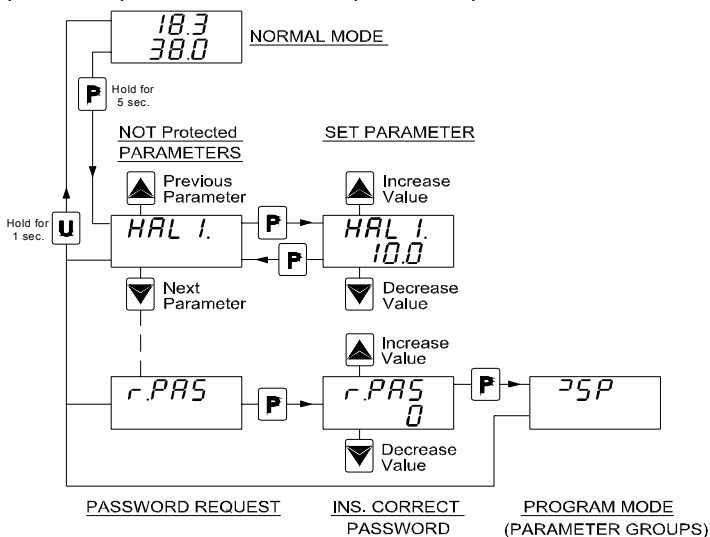 18.3
38.0
NORMAL MODE
P
Hold for
5 sec.
NOT Protected
PARAMETERS
SET PARAMETER
Previous
Parameter
Increase
Value
Hold for
1 sec.
U
HAL 1.
P
HAL 1.
10.0
P
Next
Parameter
Decrease
Value
Increase
Value
r.PAS
P
r.PAS
0
P
SP
Decrease
Value
PASSWORD REQUEST
INS. CORRECT
PASSWORD
PROGRAM MODE
(PARAMETER GROUPS)